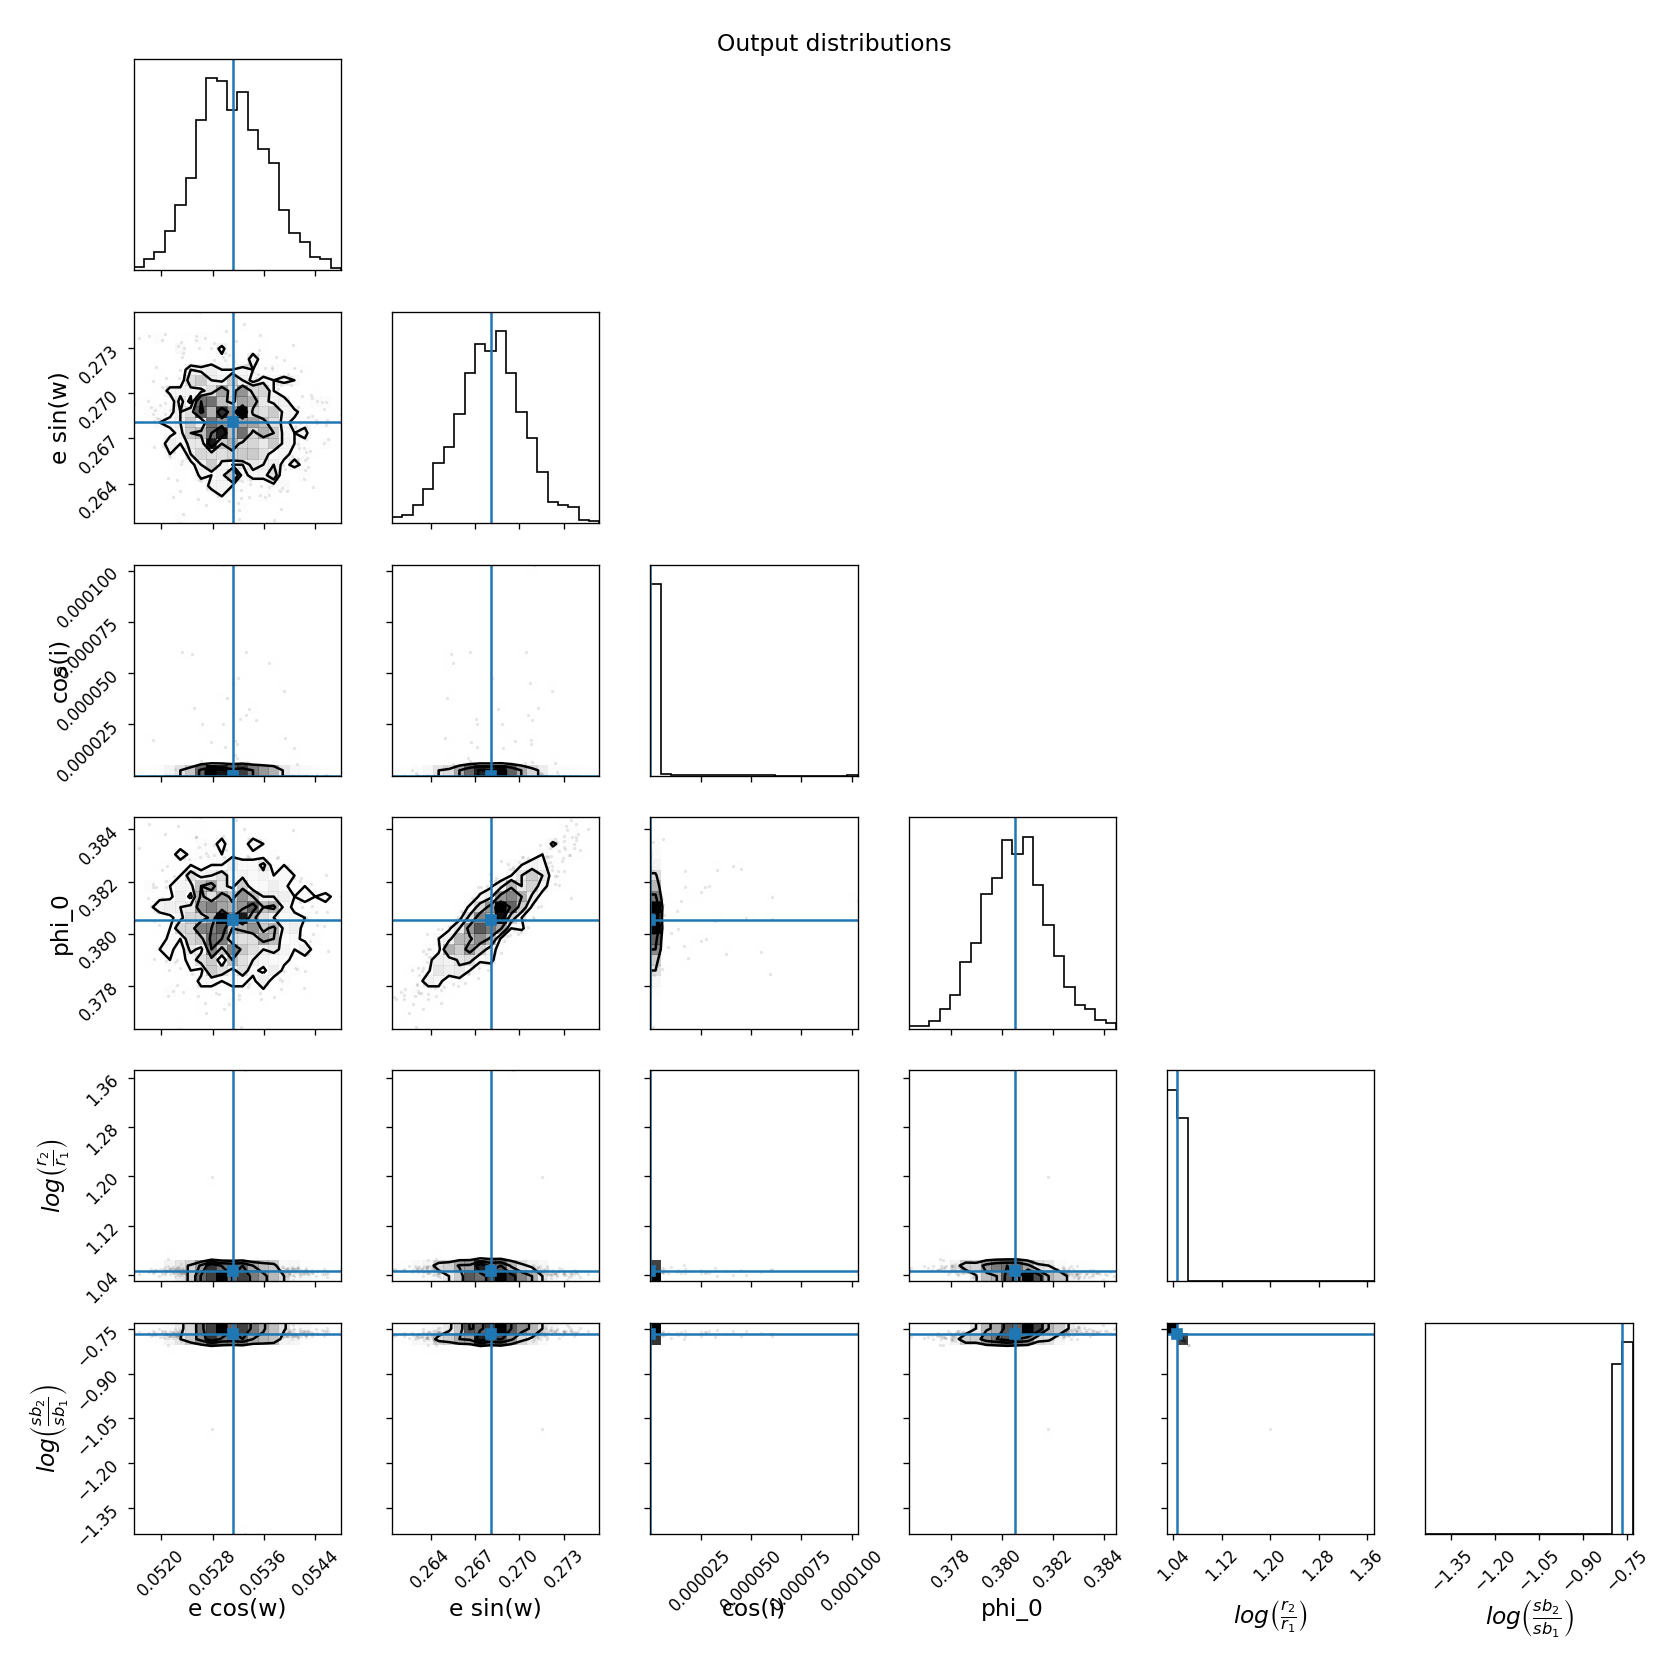 Output distributions
e sin(w)
0.273
0.270
0.267
0.264
cos(i)
0.000100
0.000075
0.000050
0.000025
phi_0
0.384
0.382
0.380
0.378
log(r₂/r₁)
1.36
1.28
1.20
1.12
1.04
log(sb₂/sb₁)
−0.75
−0.90
−1.05
−1.20
−1.35
0.0520 0.0528 0.0536 0.0544 0.264 0.267 0.270 0.273 0.000025 0.000050 0.000075 0.000100 0.378 0.380 0.382 0.384 1.04 1.12 1.20 1.28 1.36 −1.35 −1.20 −1.05 −0.90 −0.75
e cos(w) e sin(w) cos(i) phi_0 log(r₂/r₁) log(sb₂/sb₁)